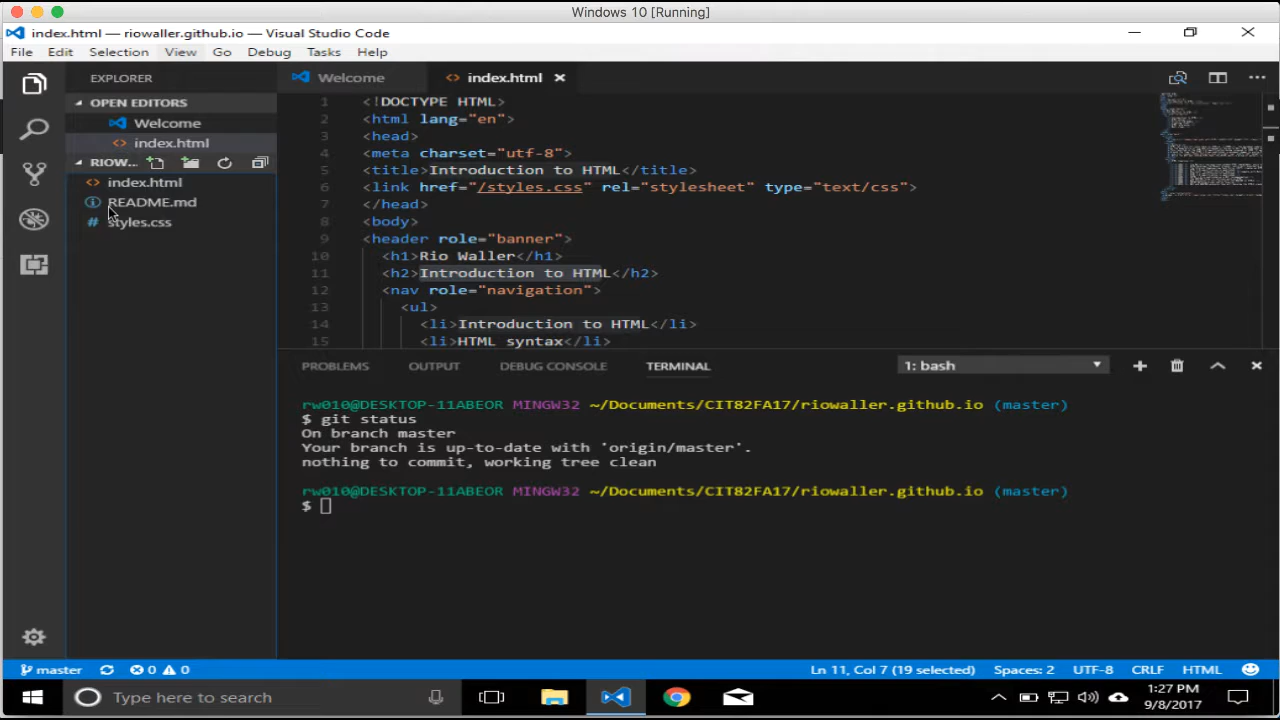 Windows 10 [Running]
index.html — riowaller.github.io — Visual Studio Code
File Edit Selection View Go Debug Tasks Help
EXPLORER
OPEN EDITORS
Welcome
index.html
RIOW...
index.html
README.md
styles.css
Welcome
index.html
1 <!DOCTYPE HTML>
2 <html lang="en">
3 <head>
4 <meta charset="utf-8">
5 <title>Introduction to HTML</title>
6 <link href="/styles.css" rel="stylesheet" type="text/css">
7 </head>
8 <body>
9 <header role="banner">
10 <h1>Rio Waller</h1>
11 <h2>Introduction to HTML</h2>
12 <nav role="navigation">
13 <ul>
14 <li>Introduction to HTML</li>
15 <li>HTML syntax</li>
PROBLEMS OUTPUT DEBUG CONSOLE TERMINAL 1: bash
rw010@DESKTOP-11ABEOR MINGW32 ~/Documents/CIT82FA17/riowaller.github.io (master)
$ git status
On branch master
Your branch is up-to-date with 'origin/master'.
nothing to commit, working tree clean
rw010@DESKTOP-11ABEOR MINGW32 ~/Documents/CIT82FA17/riowaller.github.io (master)
$
master 0 0 Ln 11, Col 7 (19 selected) Spaces: 2 UTF-8 CRLF HTML
Type here to search
1:27 PM
9/8/2017